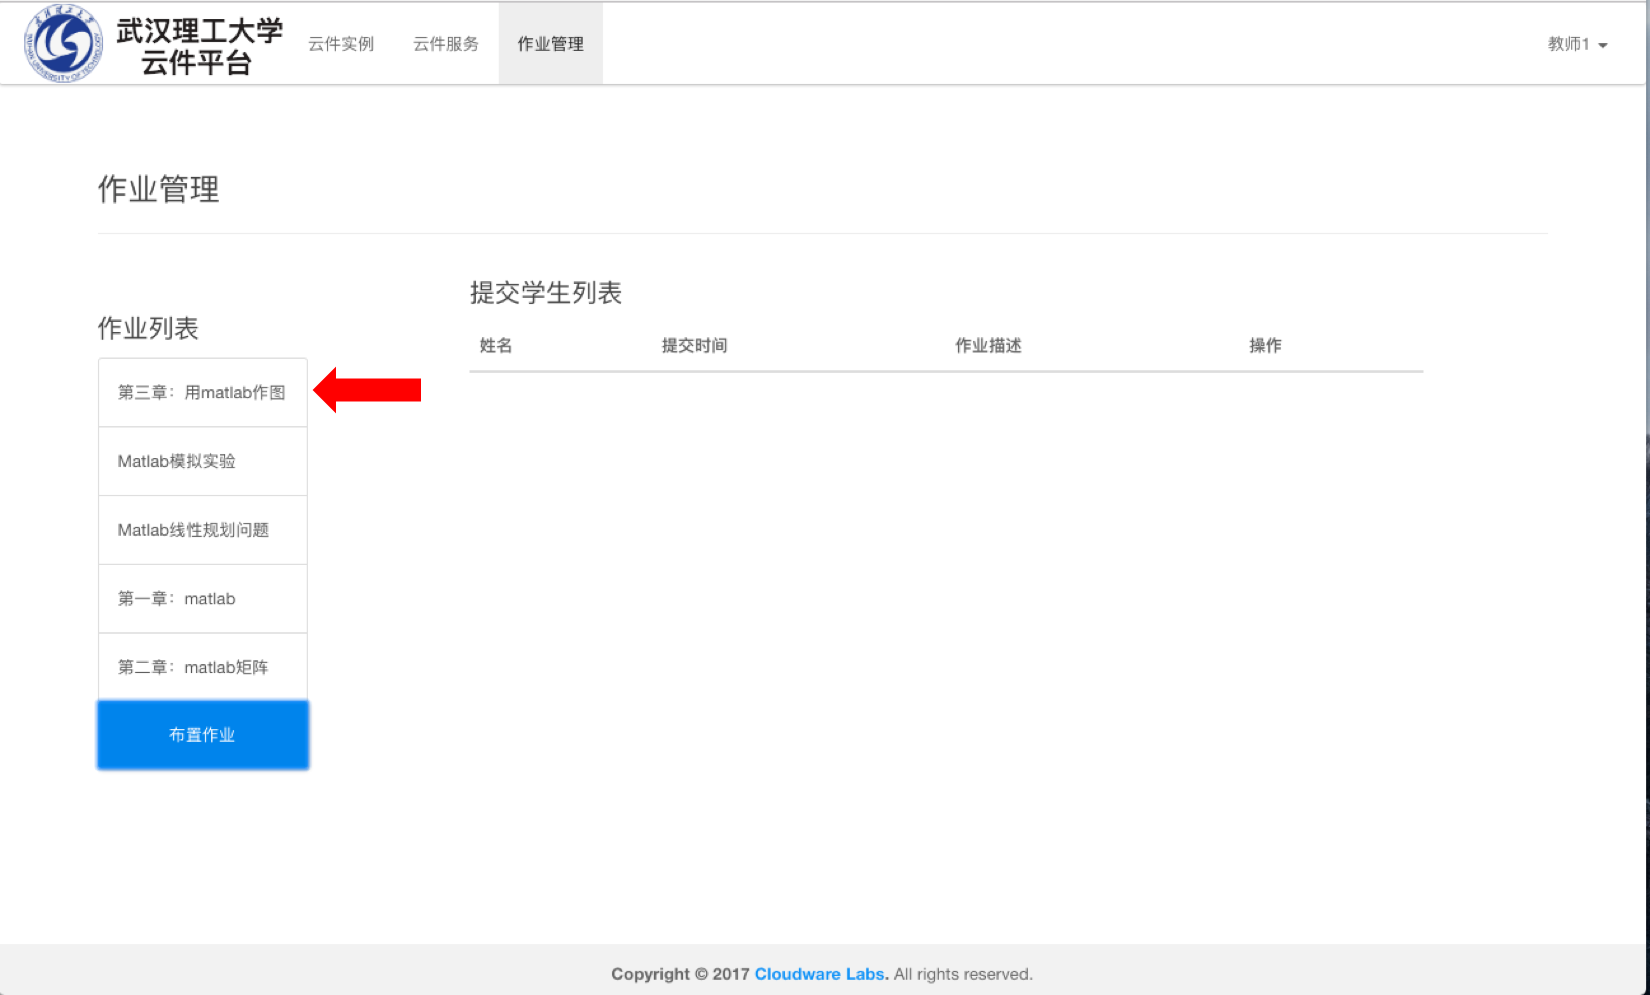 武汉理工大学
云件平台
云件实例
云件服务
作业管理
教师1
作业管理
作业列表
第三章：用matlab作图
Matlab模拟实验
Matlab线性规划问题
第一章：matlab
第二章：matlab矩阵
布置作业
提交学生列表
姓名 提交时间 作业描述 操作
Copyright © 2017 Cloudware Labs. All rights reserved.